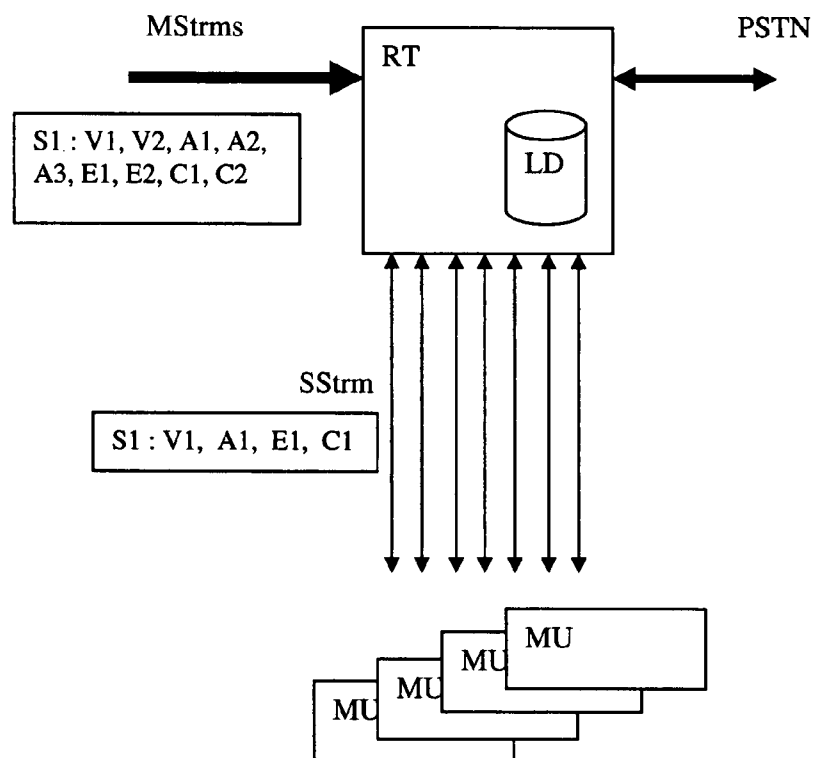 MStrms
RT
PSTN
S1 : V1, V2, A1, A2,
A3, E1, E2, C1, C2
LD
SStrm
S1 : V1, A1, E1, C1
MU
MU
MU
MU